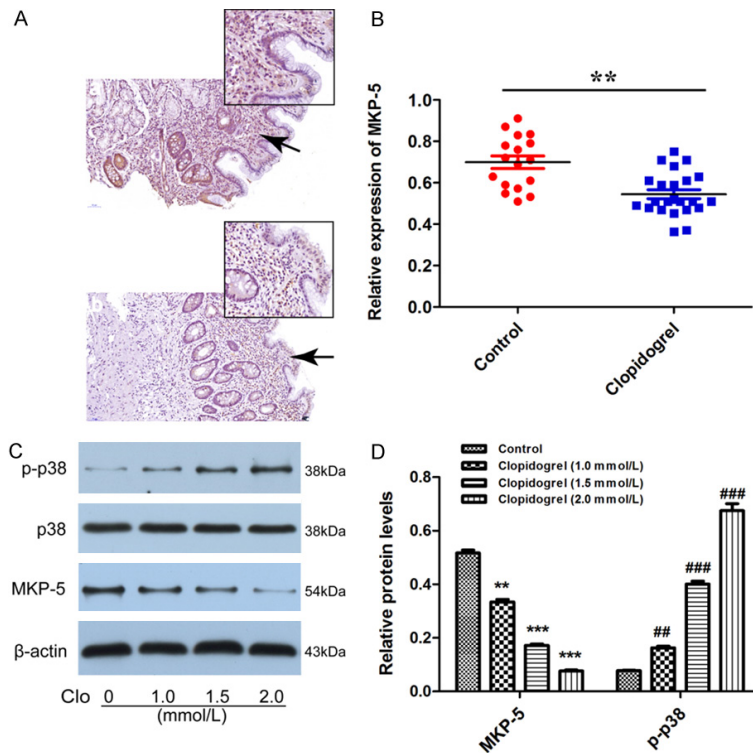 A
B
**
Relative expression of MKP-5
1.0
0.8
0.6
0.4
0.2
0.0
Control
Clopidogrel
C
p-p38
38kDa
p38
38kDa
MKP-5
54kDa
β-actin
43kDa
Clo 0 1.0 1.5 2.0
(mmol/L)
D
Control
Clopidogrel (1.0 mmol/L)
Clopidogrel (1.5 mmol/L)
Clopidogrel (2.0 mmol/L)
Relative protein levels
0.8
0.6
0.4
0.2
0.0
**
***
***
##
###
###
MKP-5
p-p38